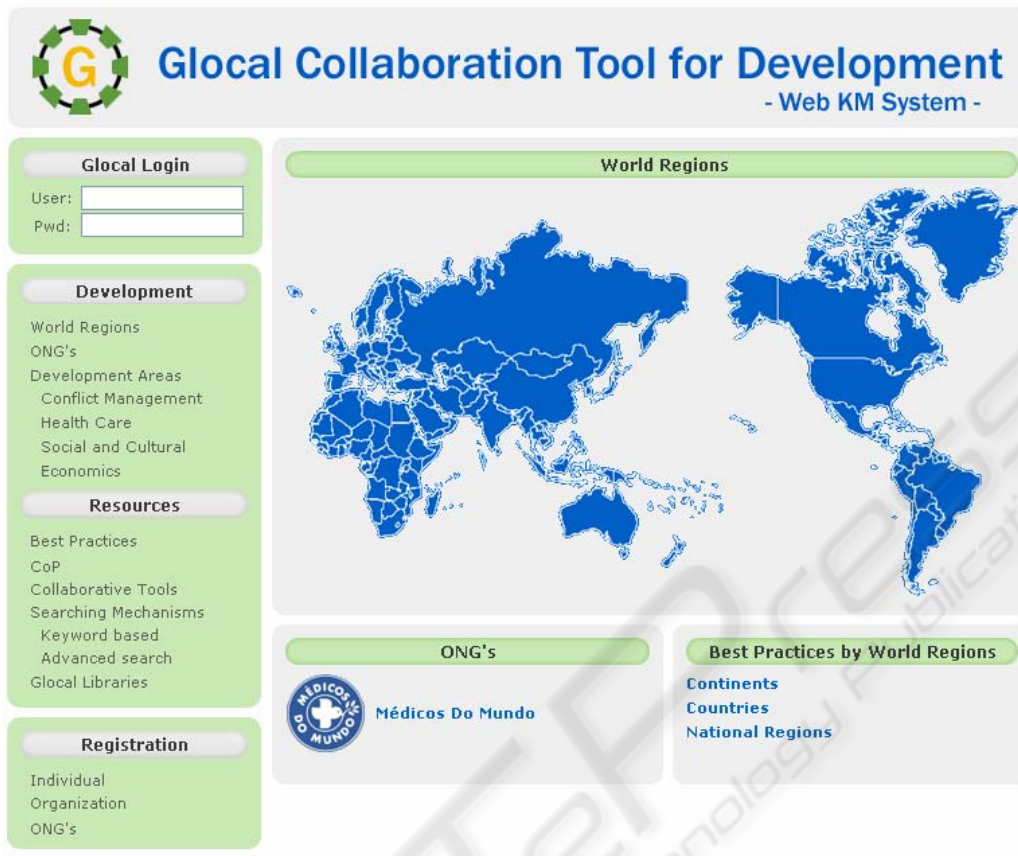 G
Glocal Collaboration Tool for Development
- Web KM System -
Glocal Login
User:
Pwd:
Development
World Regions
ONG's
Development Areas
Conflict Management
Health Care
Social and Cultural
Economics
Resources
Best Practices
CoP
Collaborative Tools
Searching Mechanisms
Keyword based
Advanced search
Glocal Libraries
Registration
Individual
Organization
ONG's
World Regions
ONG's
MÉDICOS DO MUNDO
Médicos Do Mundo
Best Practices by World Regions
Continents
Countries
National Regions